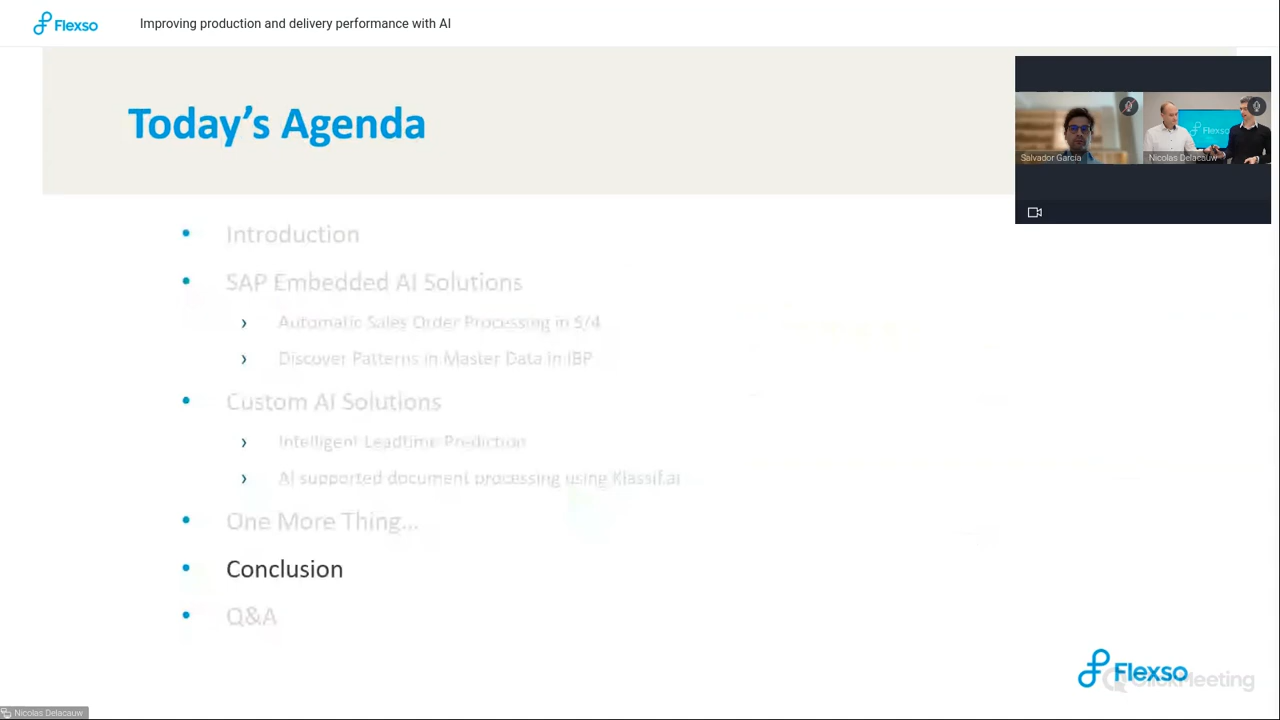 Flexso
Improving production and delivery performance with AI
Today's Agenda
Flexso
Salvador García
Nicolas Delacauw
• Introduction
• SAP Embedded AI Solutions
› Automatic Sales Order Processing in S/4
› Discover Patterns in Master Data in IBP
• Custom AI Solutions
› Intelligent Leadtime Prediction
› AI supported document processing using Klassif.ai
• One More Thing...
• Conclusion
• Q&A
Flexso
ClickMeeting
Nicolas Delacauw